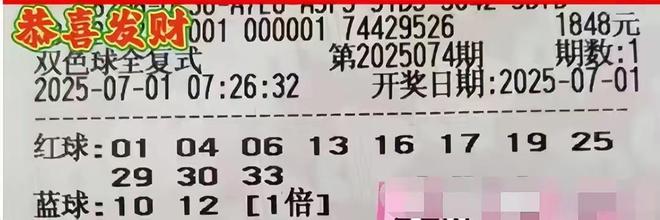 恭喜发财
001 000001 74429526 1848元
双色球全复式 第2025074期 期数:1
2025-07-01 07:26:32 开奖日期:2025-07-01
红球:01 04 06 13 16 17 19 25
29 30 33
蓝球:10 12 [1倍]